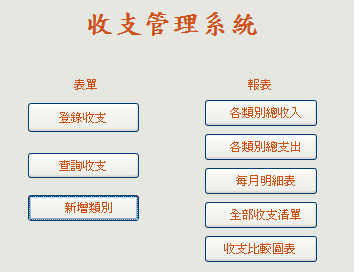 收支管理系統
表單
登錄收支
查詢收支
新增類別
報表
各類別總收入
各類別總支出
每月明細表
全部收支清單
收支比較圖表